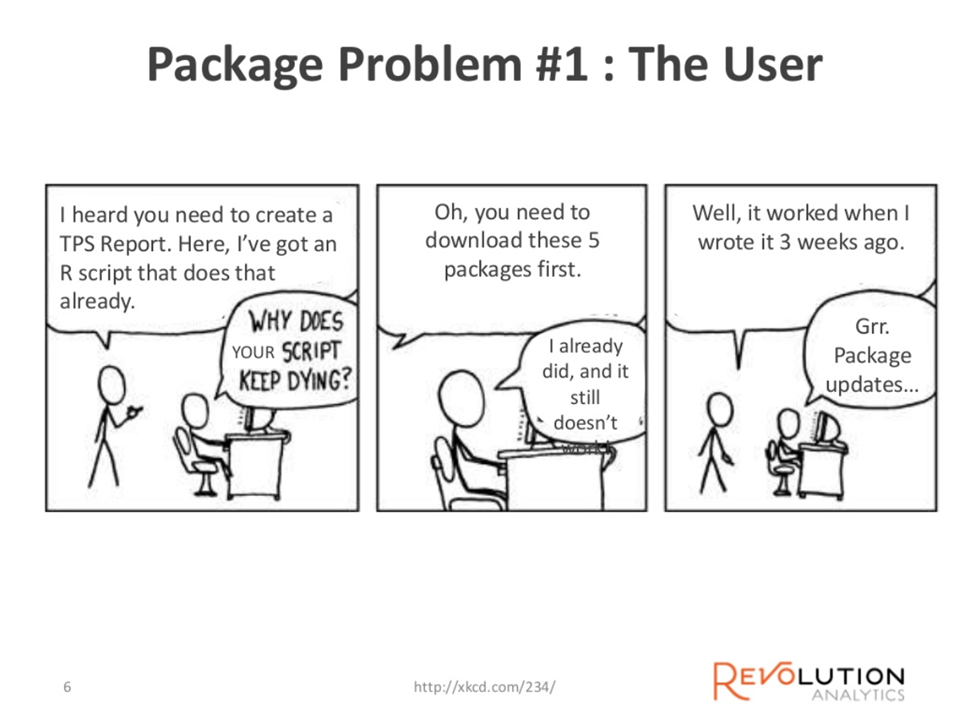 Package Problem #1 : The User
I heard you need to create a
TPS Report. Here, I've got an
R script that does that
already.
WHY DOES
YOUR SCRIPT
KEEP DYING?
Oh, you need to
download these 5
packages first.
I already
did, and it
still
doesn't
work!
Well, it worked when I
wrote it 3 weeks ago.
Grr.
Package
updates…
6
http://xkcd.com/234/
REVOLUTION
ANALYTICS